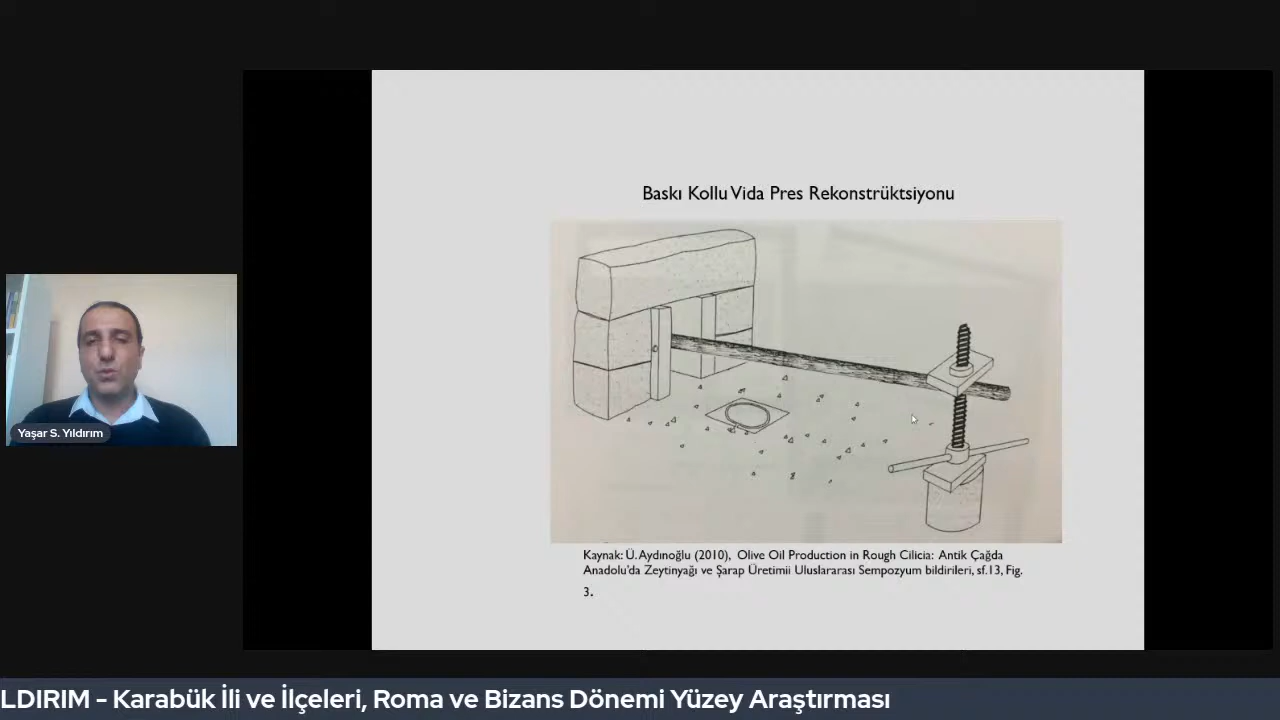 Baskı Kollu Vida Pres Rekonstrüktsiyonu
Yaşar S. Yıldırım
Kaynak: Ü. Aydınoğlu (2010), Olive Oil Production in Rough Cilicia: Antik Çağda
Anadolu'da Zeytinyağı ve Şarap Üretimii Uluslararası Sempozyum bildirileri, sf.13, Fig.
3.
LDIRIM - Karabük İli ve İlçeleri, Roma ve Bizans Dönemi Yüzey Araştırması